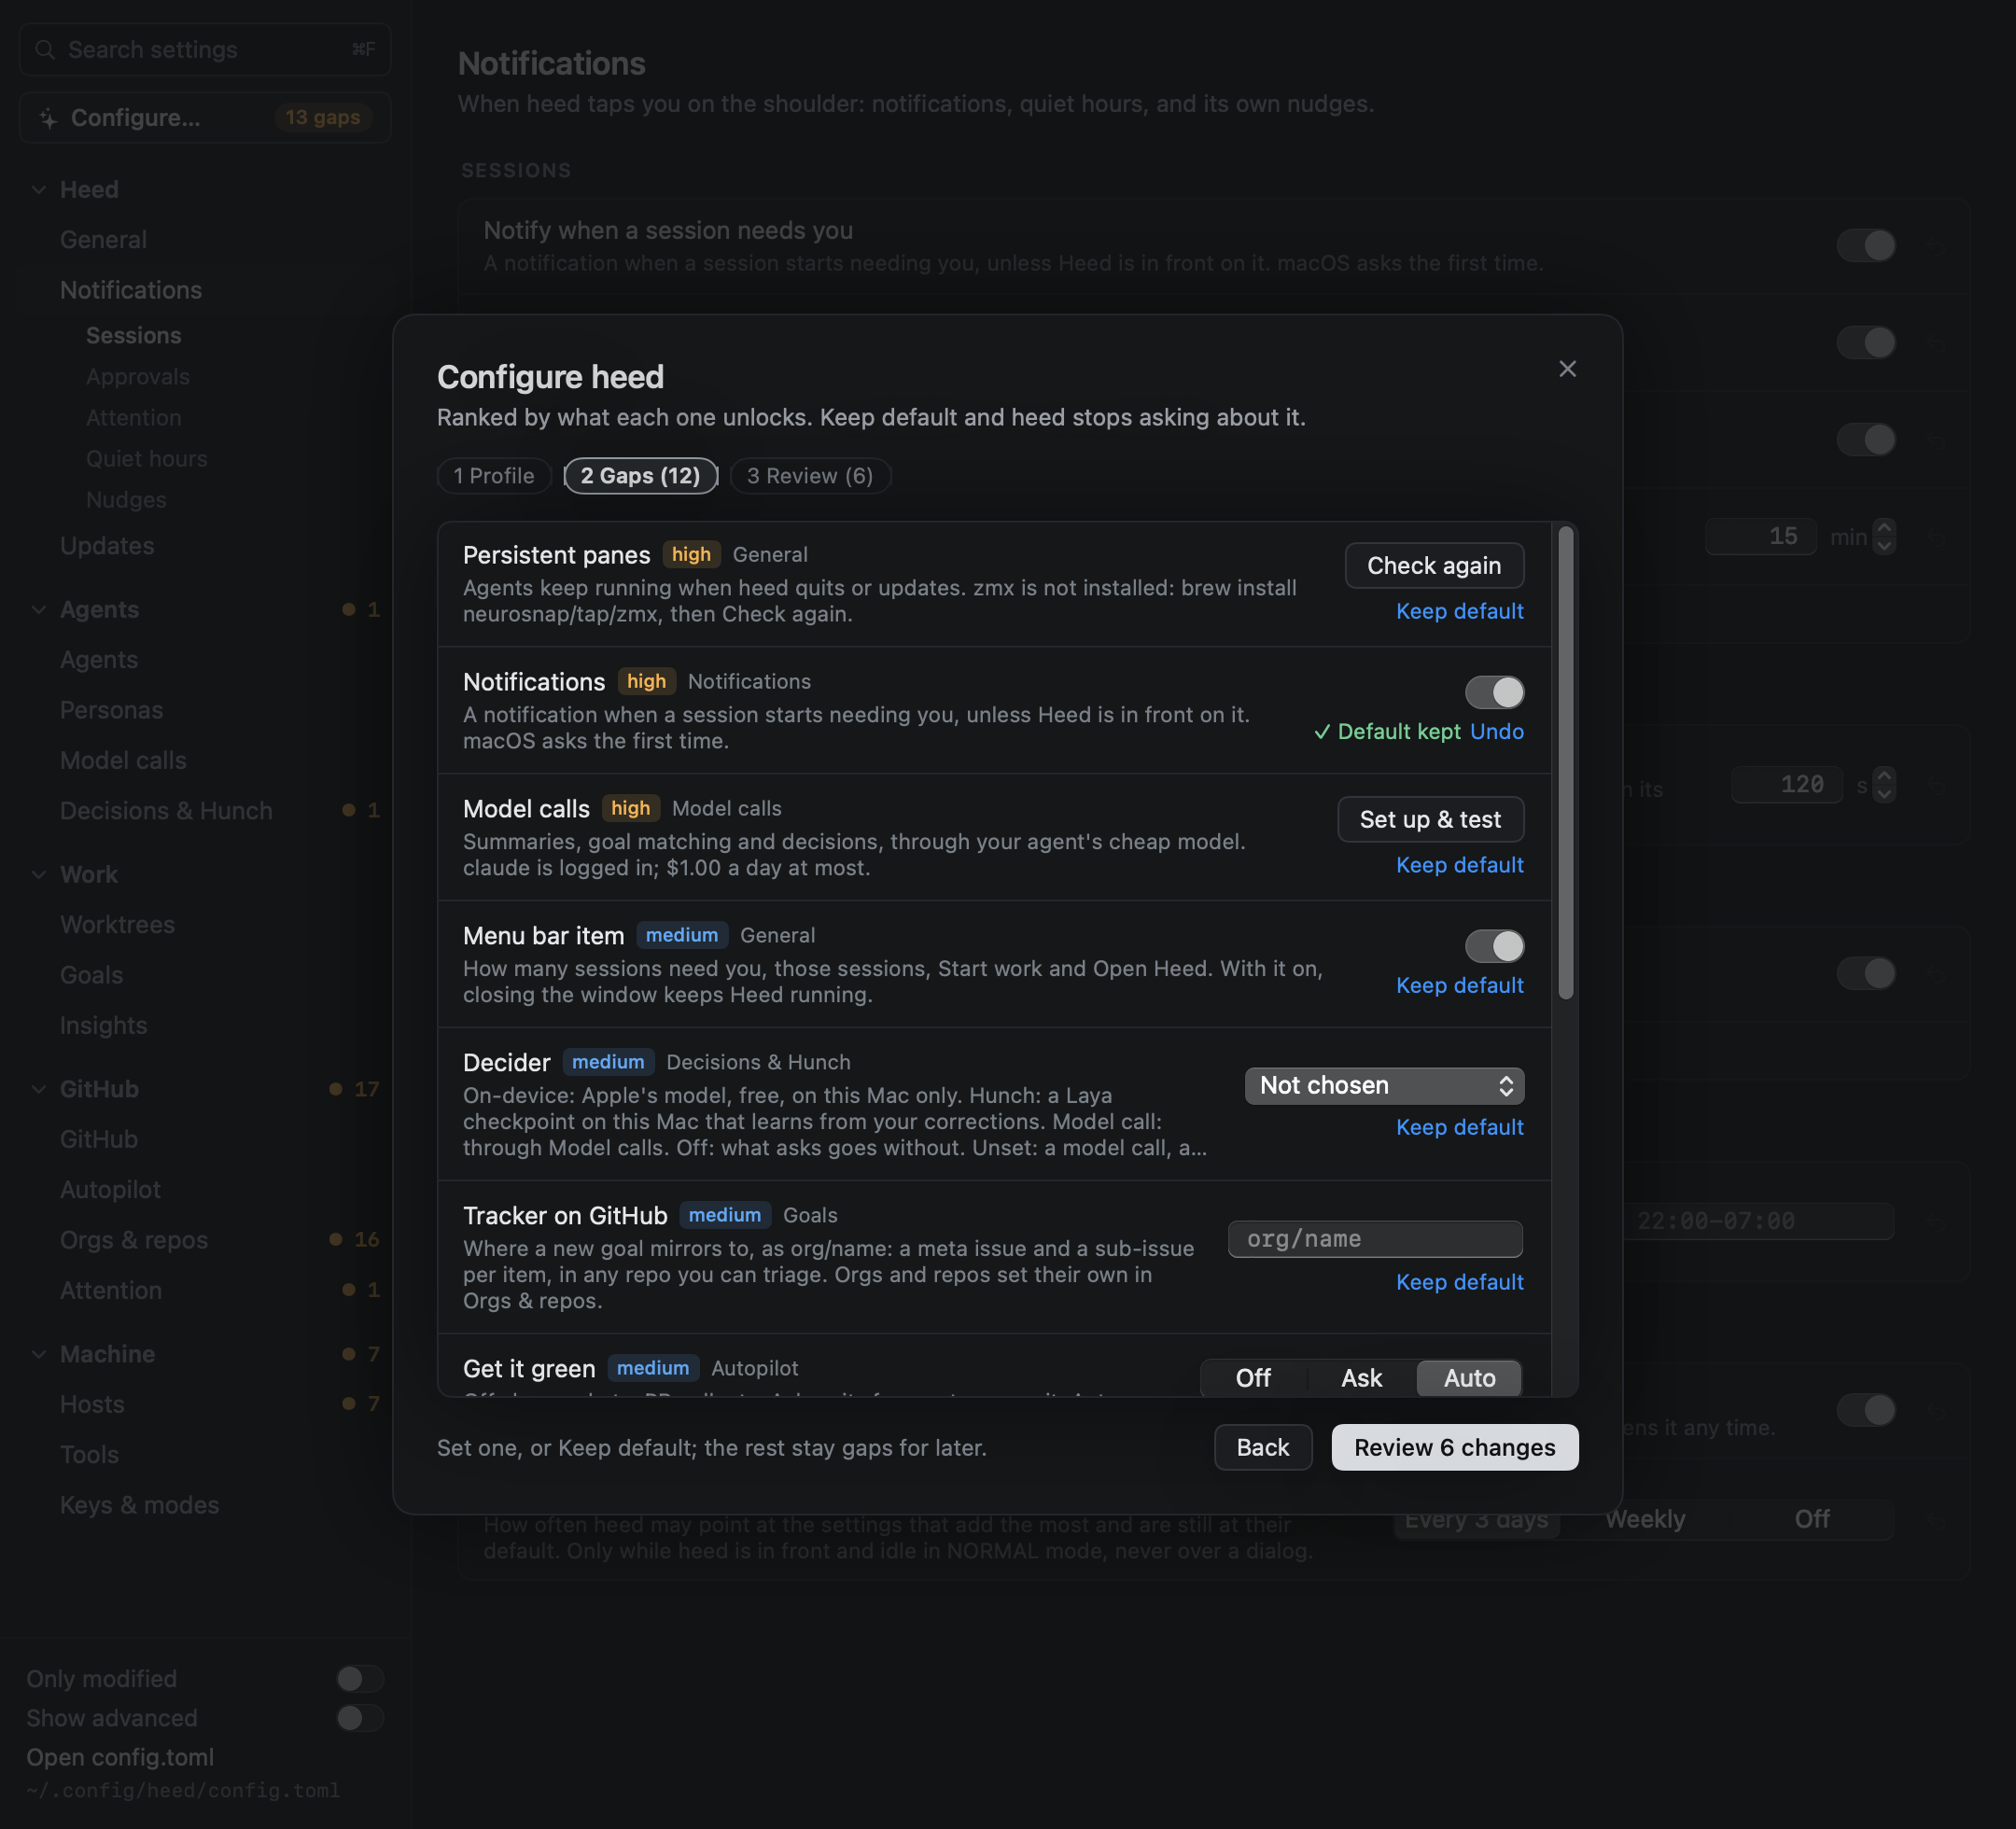 Search settings ⌘F
Configure... 13 gaps
Heed
General
Notifications
Sessions
Approvals
Attention
Quiet hours
Nudges
Updates
Agents 1
Agents
Personas
Model calls
Decisions & Hunch 1
Work
Worktrees
Goals
Insights
GitHub 17
GitHub
Autopilot
Orgs & repos 16
Attention 1
Machine 7
Hosts 7
Tools
Keys & modes
Only modified
Show advanced
Open config.toml
~/.config/heed/config.toml
Notifications
When heed taps you on the shoulder: notifications, quiet hours, and its own nudges.
SESSIONS
Notify when a session needs you
A notification when a session starts needing you, unless Heed is in front on it. macOS asks the first time.
15 min
n its 120 s
22:00–07:00
ens it any time.
How often heed may point at the settings that add the most and are still at their
default. Only while heed is in front and idle in NORMAL mode, never over a dialog.
Every 3 days Weekly Off
Configure heed
Ranked by what each one unlocks. Keep default and heed stops asking about it.
1 Profile 2 Gaps (12) 3 Review (6)
Persistent panes high General
Agents keep running when heed quits or updates. zmx is not installed: brew install
neurosnap/tap/zmx, then Check again.
Check again
Keep default
Notifications high Notifications
A notification when a session starts needing you, unless Heed is in front on it.
macOS asks the first time.
✓ Default kept Undo
Model calls high Model calls
Summaries, goal matching and decisions, through your agent's cheap model.
claude is logged in; $1.00 a day at most.
Set up & test
Keep default
Menu bar item medium General
How many sessions need you, those sessions, Start work and Open Heed. With it on,
closing the window keeps Heed running.
Keep default
Decider medium Decisions & Hunch
On-device: Apple's model, free, on this Mac only. Hunch: a Laya
checkpoint on this Mac that learns from your corrections. Model call:
through Model calls. Off: what asks goes without. Unset: a model call, a...
Not chosen
Keep default
Tracker on GitHub medium Goals
Where a new goal mirrors to, as org/name: a meta issue and a sub-issue
per item, in any repo you can triage. Orgs and repos set their own in
Orgs & repos.
org/name
Keep default
Get it green medium Autopilot
Off Ask Auto
Set one, or Keep default; the rest stay gaps for later.
Back Review 6 changes